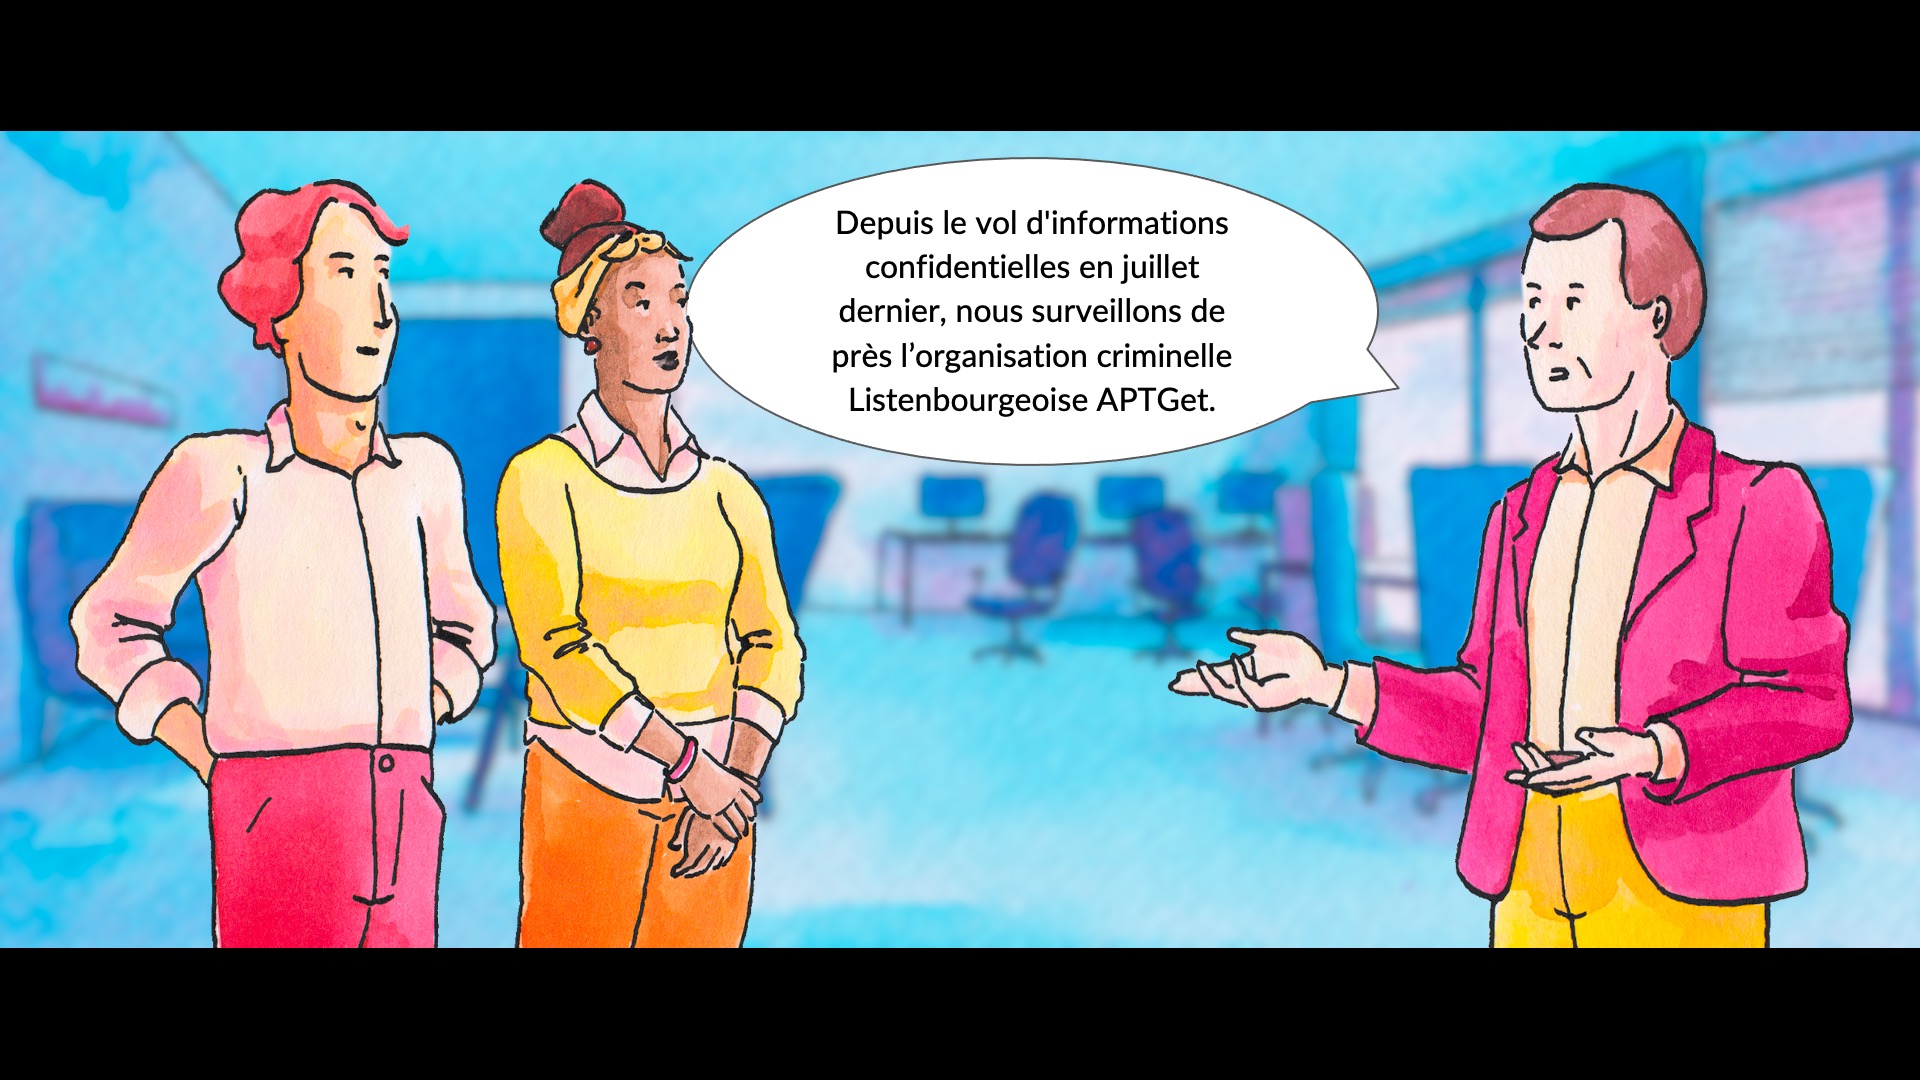 Depuis le vol d'informations
confidentielles en juillet
dernier, nous surveillons de
près l’organisation criminelle
Listenbourgeoise APTGet.